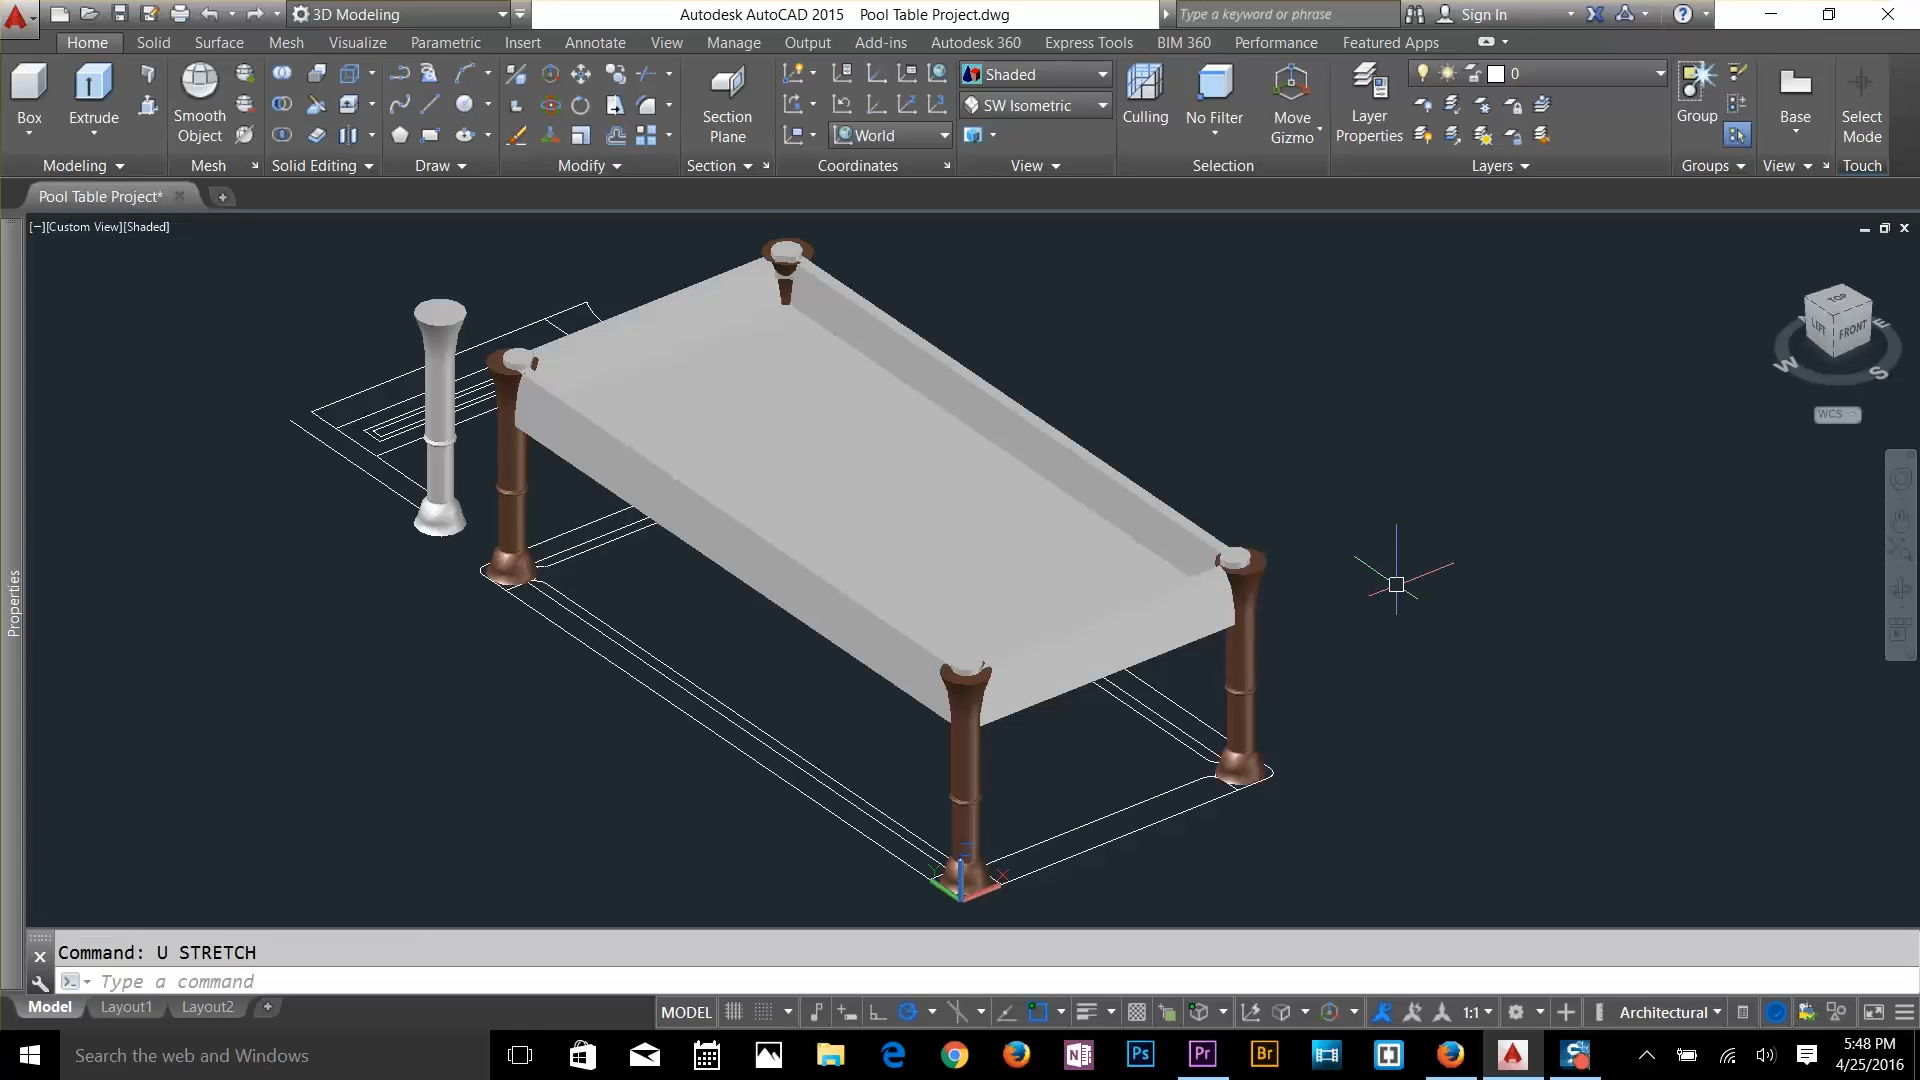 3D Modeling
Autodesk AutoCAD 2015 Pool Table Project.dwg
Type a keyword or phrase
Sign In
Home Solid Surface Mesh Visualize Parametric Insert Annotate View Manage Output Add-ins Autodesk 360 Express Tools BIM 360 Performance Featured Apps
Box
Extrude
Smooth
Object
Section
Plane
Shaded
SW Isometric
World
Culling
No Filter
Move
Gizmo
Layer
Properties
0
Group
Base
Select
Mode
Modeling
Mesh
Solid Editing
Draw
Modify
Section
Coordinates
View
Selection
Layers
Groups
View
Touch
Pool Table Project*
[−][Custom View][Shaded]
TOP
LEFT
FRONT
E
W
S
WCS
Properties
Z
Y
X
Command: U STRETCH
Type a command
Model Layout1 Layout2
MODEL
1:1
Architectural
Search the web and Windows
N
Ps
Pr
Br
5:48 PM
4/25/2016